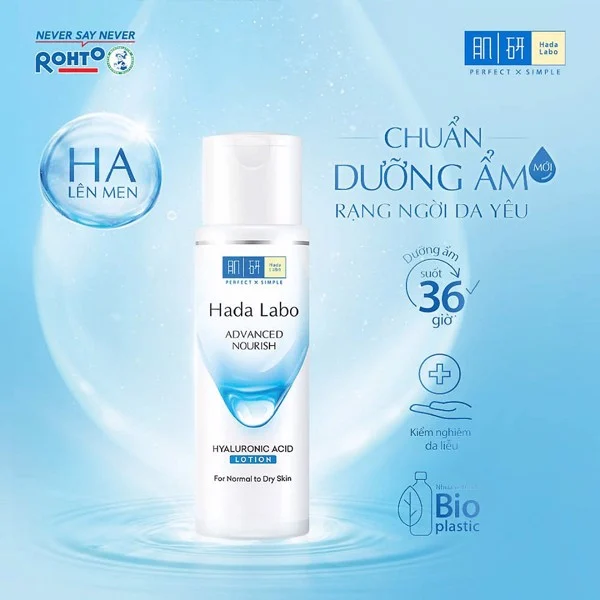 NEVER SAY NEVER
ROHTO
肌 研 Hada Labo
PERFECT X SIMPLE
HA
LÊN MEN
CHUẨN
DƯỠNG ẨM MỚI
RẠNG NGỜI DA YÊU
Dưỡng ẩm
suốt
36
giờ
肌 研 Hada Labo
PERFECT X SIMPLE
Hada Labo
ADVANCED
NOURISH
HYALURONIC ACID
LOTION
For Normal to Dry Skin
Kiểm nghiệm
da liễu
Bio
plastic